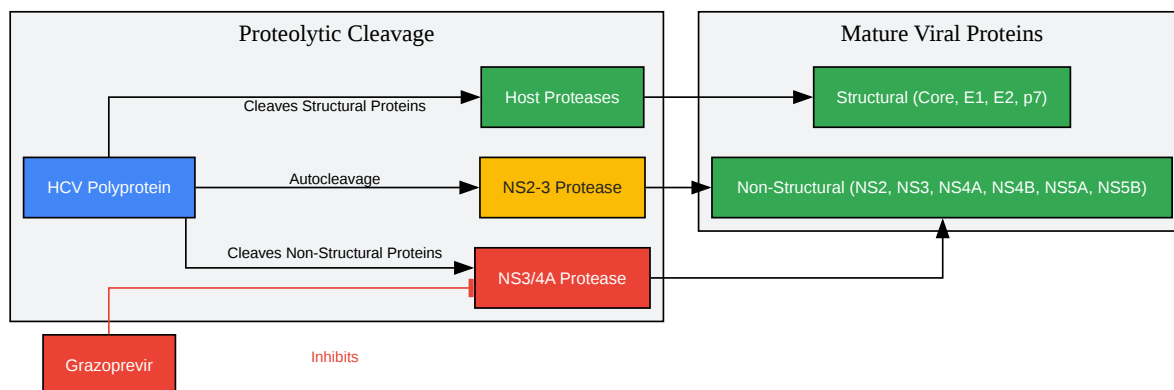 Proteolytic Cleavage
Mature Viral Proteins
Cleaves Structural Proteins
Host Proteases
Structural (Core, E1, E2, p7)
HCV Polyprotein
Autocleavage
NS2-3 Protease
Non-Structural (NS2, NS3, NS4A, NS4B, NS5A, NS5B)
Cleaves Non-Structural Proteins
NS3/4A Protease
Grazoprevir
Inhibits